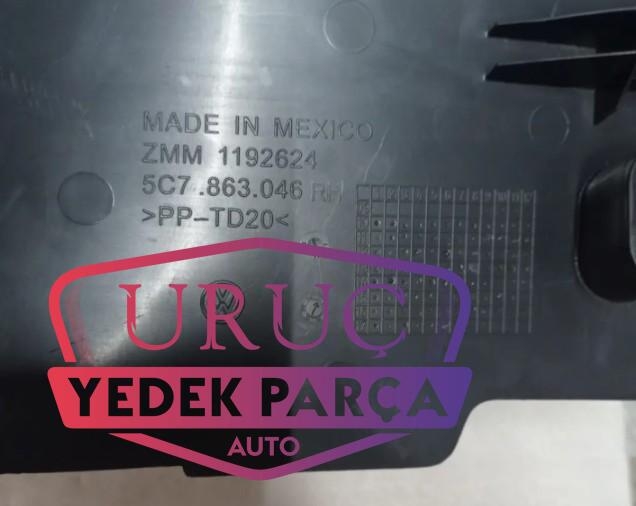 MADE IN MEXICO
ZMM 1192624
5C7.863.046 RH
>PP-TD20<
URUÇ
YEDEK PARÇA
AUTO